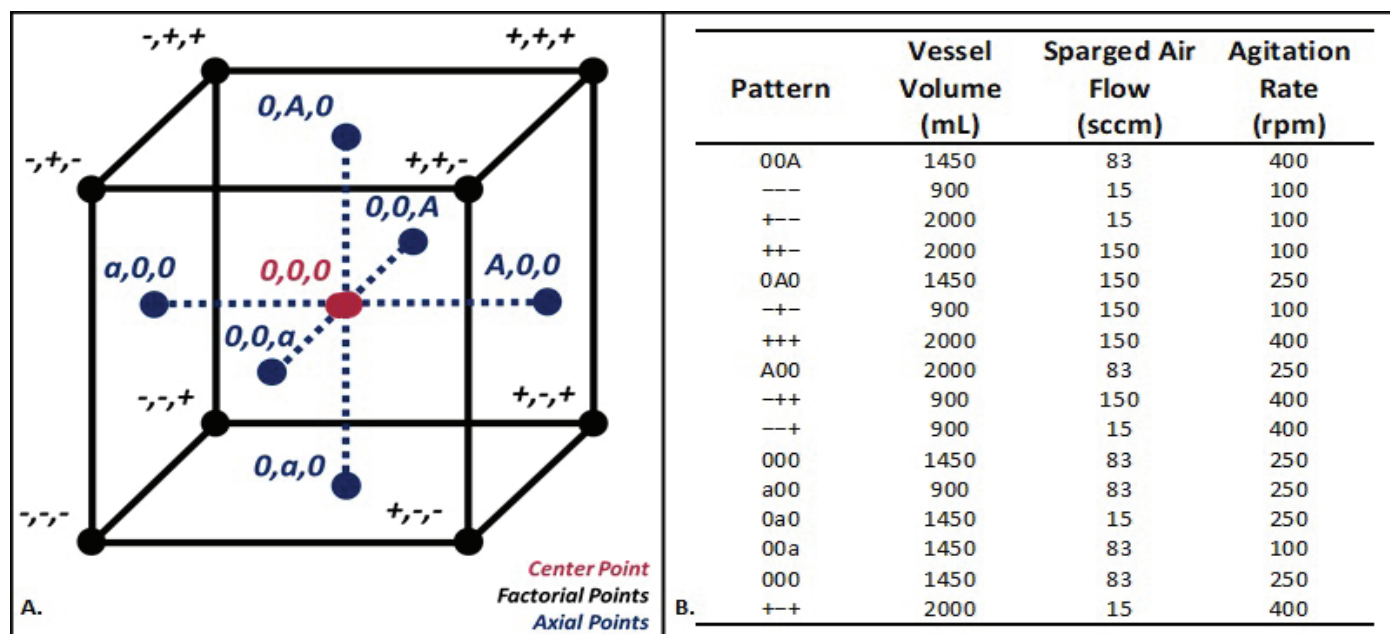 -,+,+
+,+,+
0,A,0
-,+,-
+,+,-
0,0,A
a,0,0
0,0,0
A,0,0
0,0,a
-,-,+
+,-,+
0,a,0
-,-,-
+,-,-
Center Point
Factorial Points
Axial Points
A.
Pattern Vessel Volume (mL) Sparged Air Flow (sccm) Agitation Rate (rpm)
00A 1450 83 400
−−− 900 15 100
+−− 2000 15 100
++− 2000 150 100
0A0 1450 150 250
−+− 900 150 100
+++ 2000 150 400
A00 2000 83 250
−++ 900 150 400
−−+ 900 15 400
000 1450 83 250
a00 900 83 250
0a0 1450 15 250
00a 1450 83 100
000 1450 83 250
+−+ 2000 15 400
B.